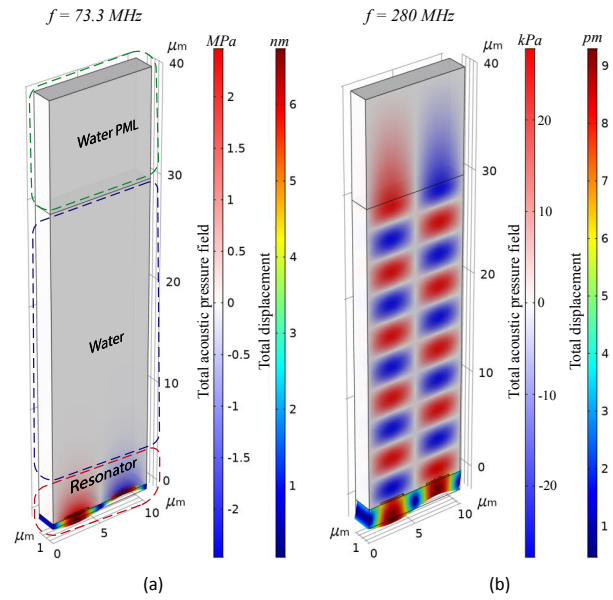 f = 73.3 MHz
μm
40
MPa
nm
Water PML
30
20
Water
10
0
Resonator
μm
10
5
μm
1
0
2
1.5
1
0.5
0
-0.5
-1
-1.5
-2
Total acoustic pressure field
6
5
4
3
2
1
Total displacement
(a)
f = 280 MHz
μm
40
kPa
pm
30
20
10
0
μm
10
5
μm
1
0
20
10
0
-10
-20
Total acoustic pressure field
9
8
7
6
5
4
3
2
1
Total displacement
(b)